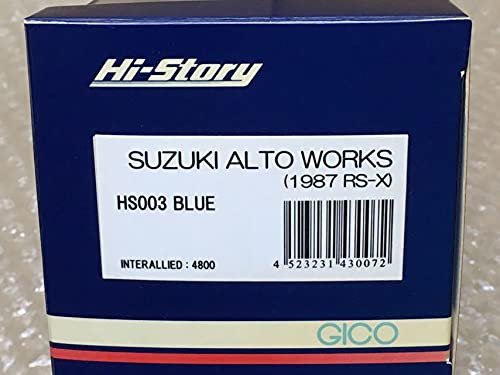 Hi-Story
SUZUKI ALTO WORKS
(1987 RS-X)
HS003 BLUE
INTERALLIED : 4800
4 523231 430072
GICO